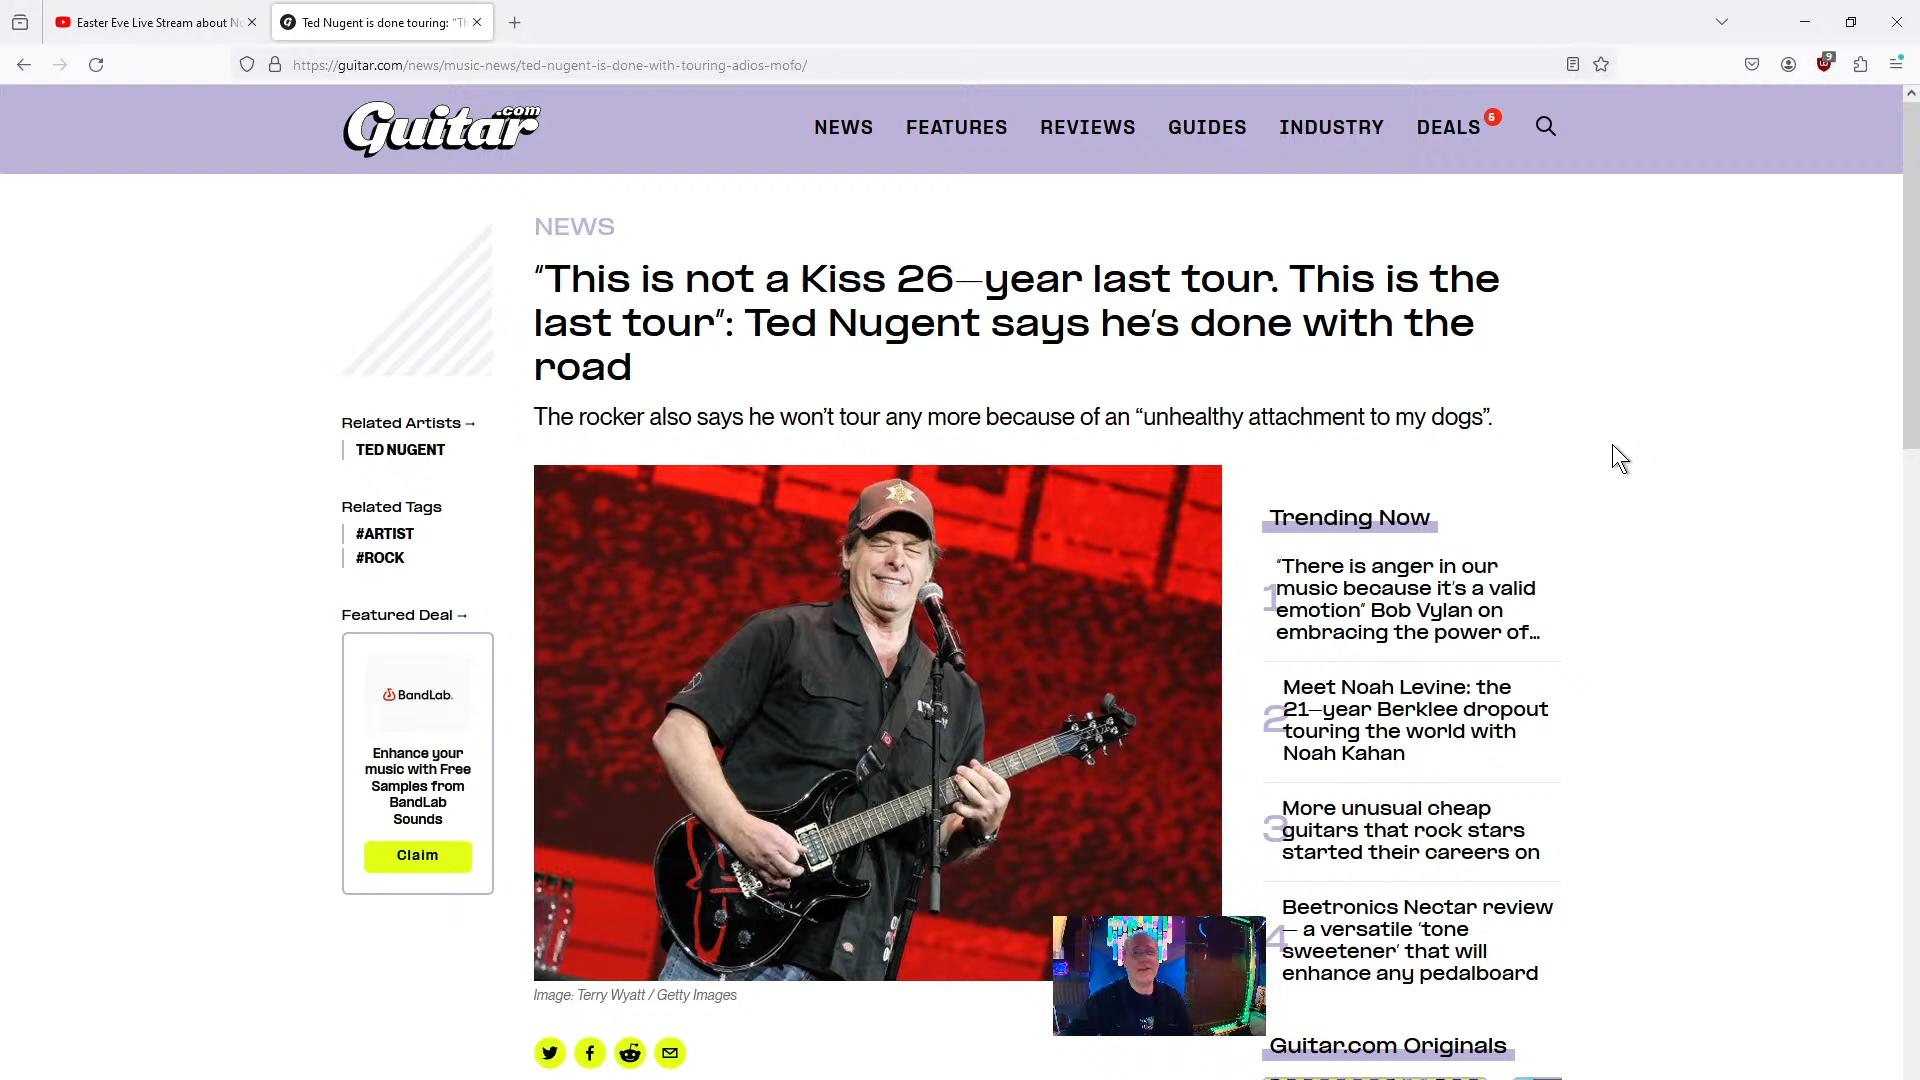 Easter Eve Live Stream about N
Ted Nugent is done touring: "Th
https://guitar.com/news/music-news/ted-nugent-is-done-with-touring-adios-mofo/
9
Guitar.com
NEWS
FEATURES
REVIEWS
GUIDES
INDUSTRY
DEALS
5
NEWS
“This is not a Kiss 26–year last tour. This is the
last tour”: Ted Nugent says he’s done with the
road
The rocker also says he won’t tour any more because of an “unhealthy attachment to my dogs”.
Related Artists →
TED NUGENT
Related Tags
#ARTIST
#ROCK
Featured Deal →
BandLab.
Enhance your
music with Free
Samples from
BandLab
Sounds
Claim
Image: Terry Wyatt / Getty Images
Trending Now
1
“There is anger in our
music because it’s a valid
emotion” Bob Vylan on
embracing the power of…
2
Meet Noah Levine: the
21–year Berklee dropout
touring the world with
Noah Kahan
3
More unusual cheap
guitars that rock stars
started their careers on
4
Beetronics Nectar review
– a versatile ‘tone
sweetener’ that will
enhance any pedalboard
Guitar.com Originals